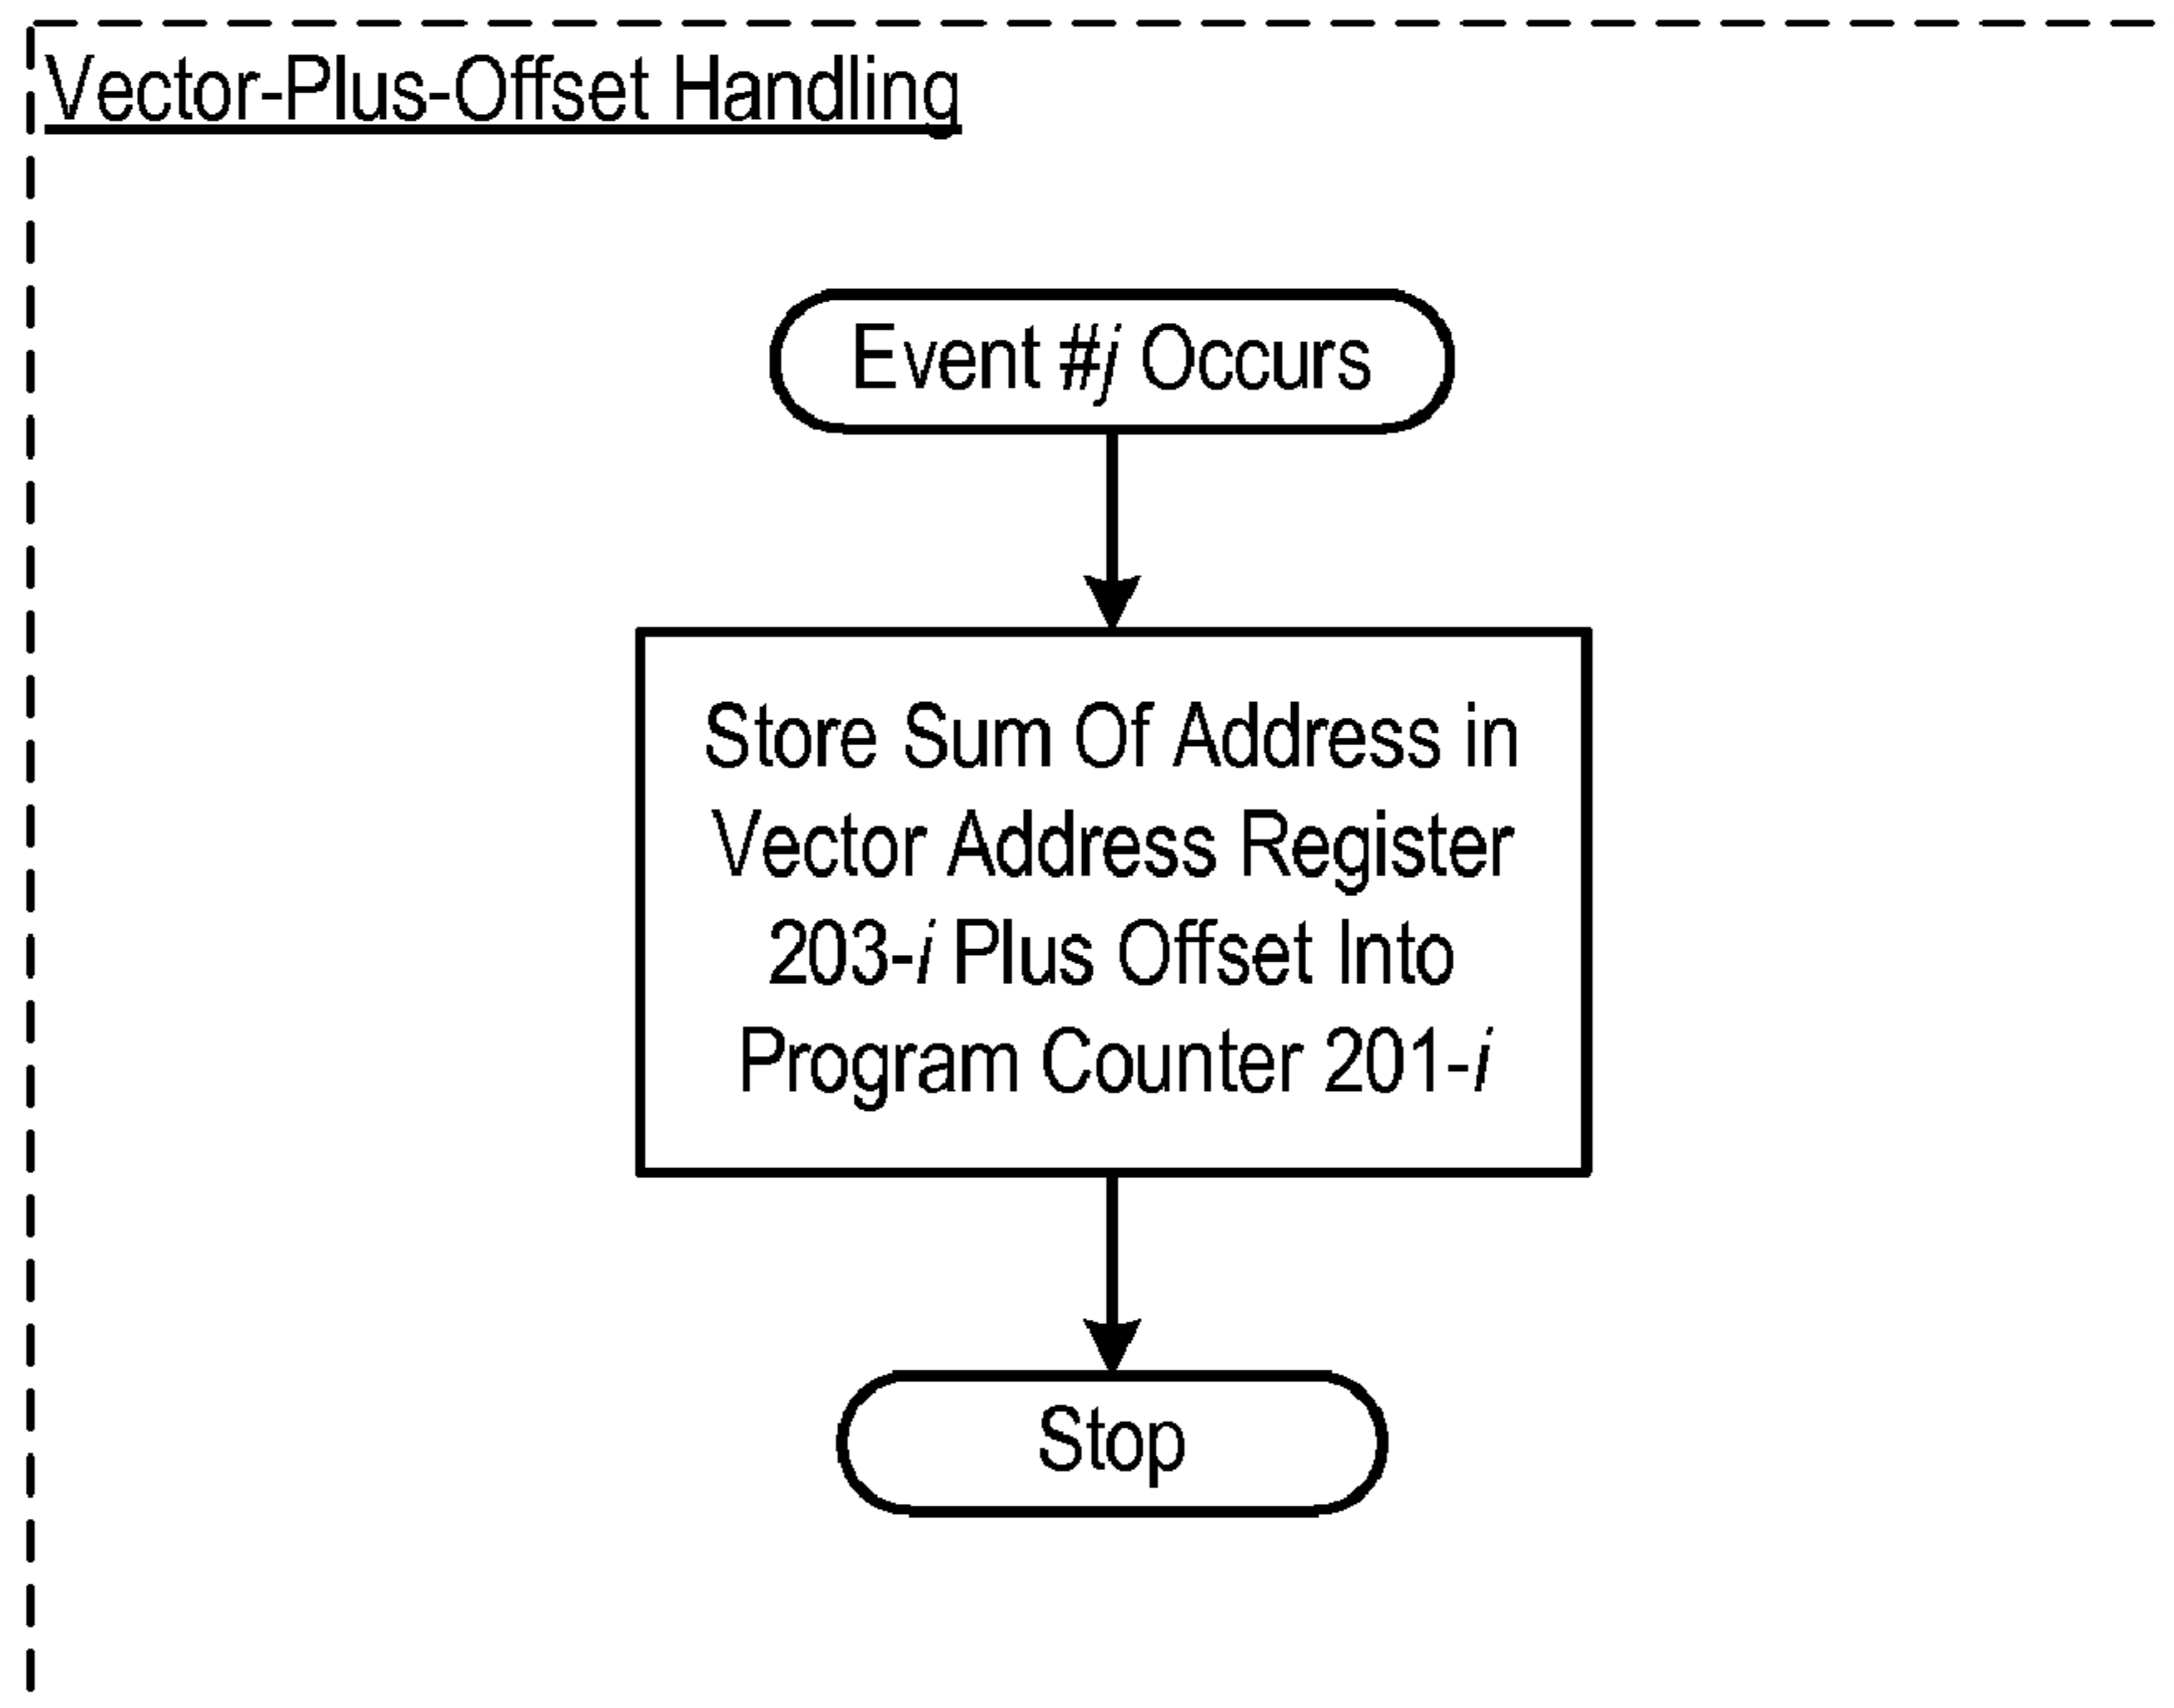 Vector-Plus-Offset Handling
Event #j Occurs
Store Sum Of Address in
Vector Address Register
203-i Plus Offset Into
Program Counter 201-i
Stop